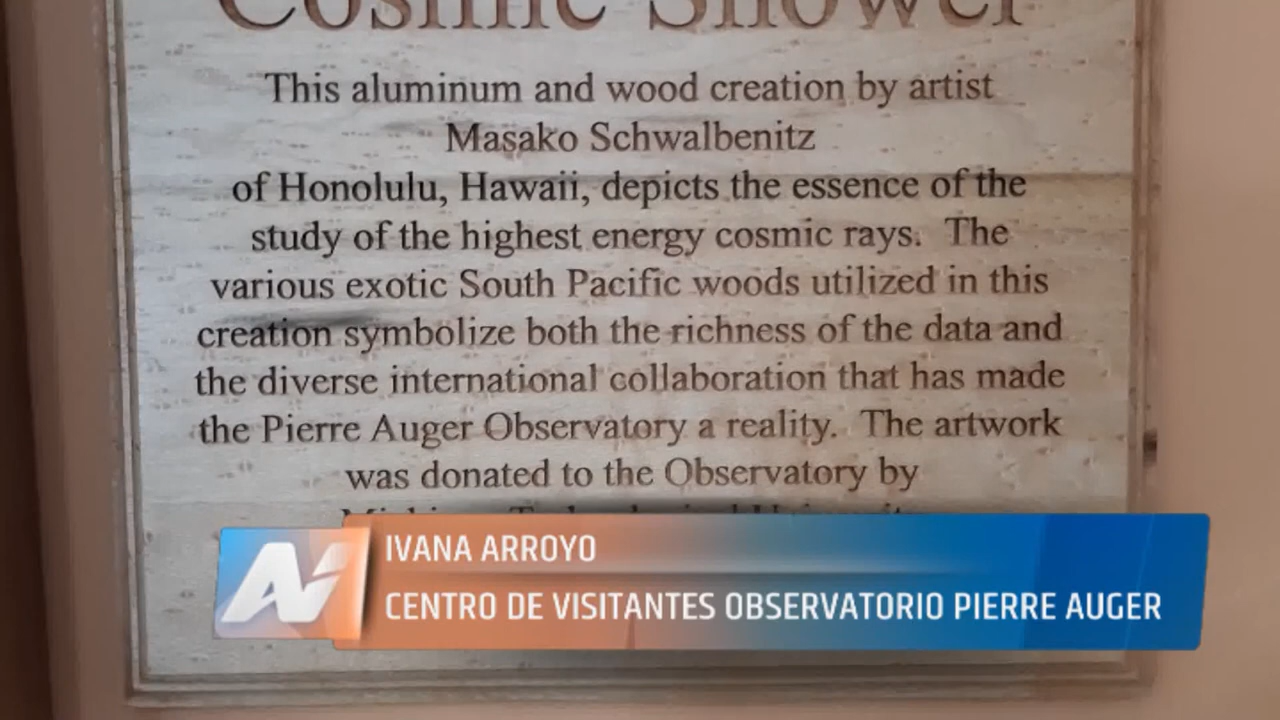 Cosmic Shower
This aluminum and wood creation by artist
Masako Schwalbenitz
of Honolulu, Hawaii, depicts the essence of the
study of the highest energy cosmic rays. The
various exotic South Pacific woods utilized in this
creation symbolize both the richness of the data and
the diverse international collaboration that has made
the Pierre Auger Observatory a reality. The artwork
was donated to the Observatory by
IVANA ARROYO
CENTRO DE VISITANTES OBSERVATORIO PIERRE AUGER